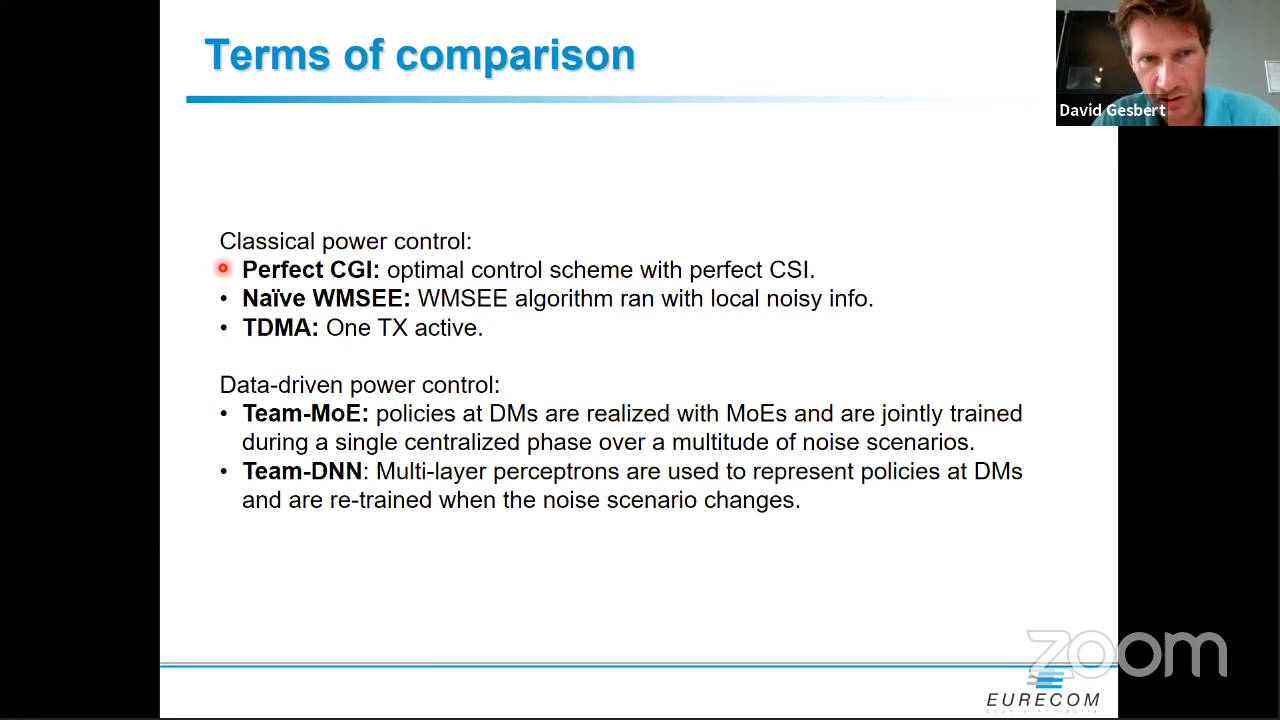 Terms of comparison
David Gesbert
Classical power control:
Perfect CGI: optimal control scheme with perfect CSI.
• Naïve WMSEE: WMSEE algorithm ran with local noisy info.
• TDMA: One TX active.
Data-driven power control:
• Team-MoE: policies at DMs are realized with MoEs and are jointly trained
during a single centralized phase over a multitude of noise scenarios.
• Team-DNN: Multi-layer perceptrons are used to represent policies at DMs
and are re-trained when the noise scenario changes.
zoom
EURECOM